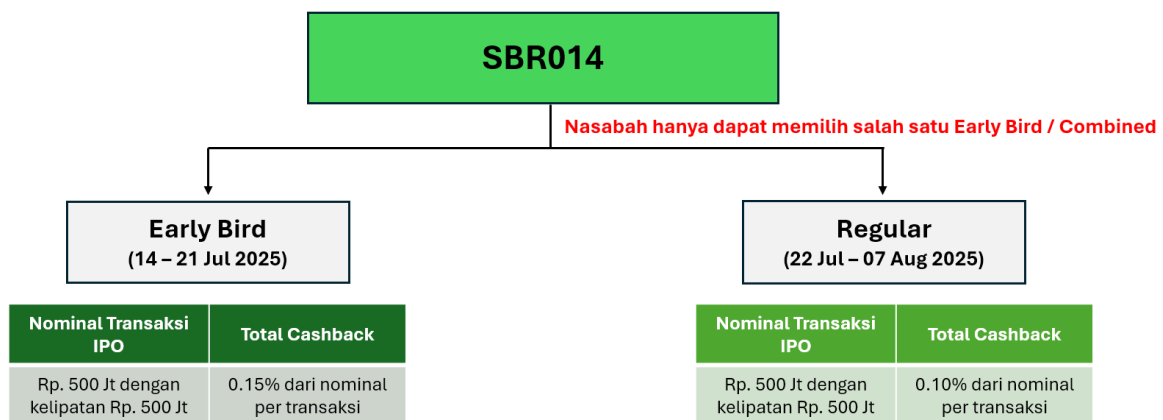 SBR014
Nasabah hanya dapat memilih salah satu Early Bird / Combined
Early Bird
(14 – 21 Jul 2025)
Regular
(22 Jul – 07 Aug 2025)
Nominal Transaksi
IPO
Total Cashback
Rp. 500 Jt dengan
kelipatan Rp. 500 Jt
0.15% dari nominal
per transaksi
Nominal Transaksi
IPO
Total Cashback
Rp. 500 Jt dengan
kelipatan Rp. 500 Jt
0.10% dari nominal
per transaksi